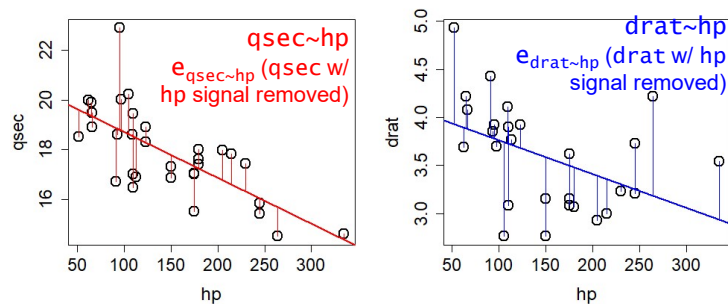 qsec~hp
e_qsec~hp (qsec w/
hp signal removed)
22
20
18
16
qsec
50 100 150 200 250 300
hp
drat~hp
e_drat~hp (drat w/ hp
signal removed)
5.0
4.5
4.0
3.5
3.0
drat
50 100 150 200 250 300
hp